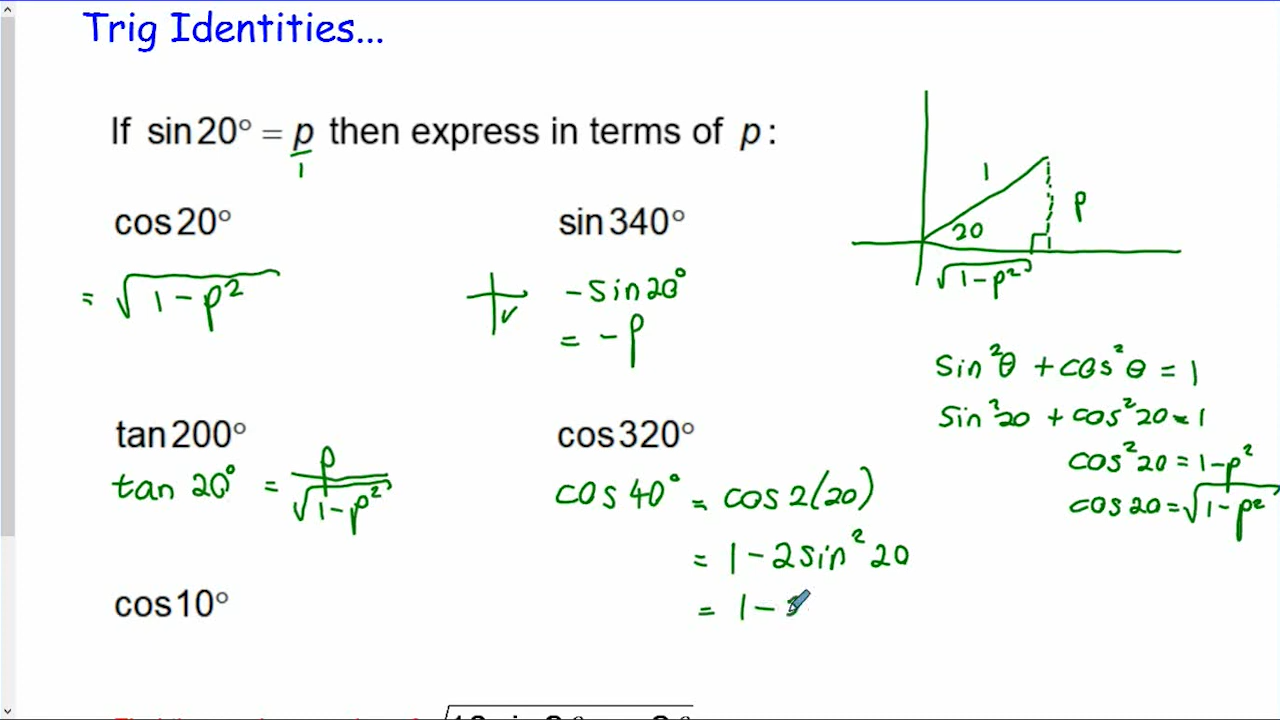 Trig Identities...
If sin20° = p then express in terms of p:
1
cos20°
= √(1 - p²)
sin340°
- sin20°
= - p
1
p
20
√(1 - p²)
sin²θ + cos²θ = 1
sin²20 + cos²20 = 1
cos²20 = 1 - p²
cos20 = √(1 - p²)
tan200°
tan 20° = p / √(1 - p²)
cos320°
cos 40° = cos 2(20)
= 1 - 2sin²20
= 1 -
cos10°